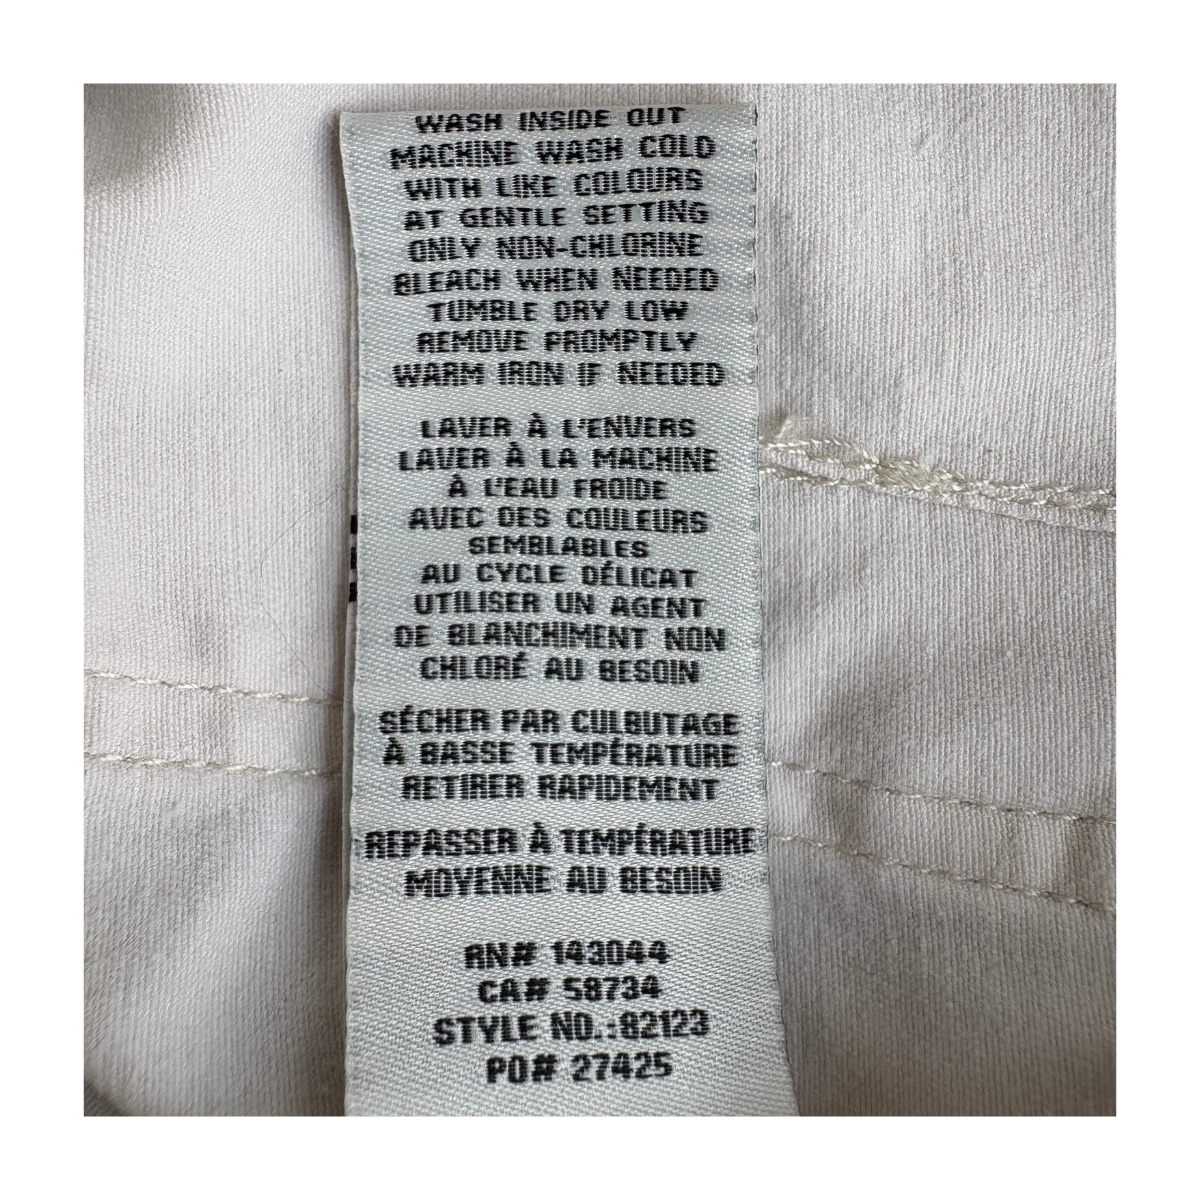 WASH INSIDE OUT
MACHINE WASH COLD
WITH LIKE COLOURS
AT GENTLE SETTING
ONLY NON-CHLORINE
BLEACH WHEN NEEDED
TUMBLE DRY LOW
REMOVE PROMPTLY
WARM IRON IF NEEDED
LAVER À L'ENVERS
LAVER À LA MACHINE
À L'EAU FROIDE
AVEC DES COULEURS
SEMBLABLES
AU CYCLE DÉLICAT
UTILISER UN AGENT
DE BLANCHIMENT NON
CHLORÉ AU BESOIN
SÉCHER PAR CULBUTAGE
À BASSE TEMPÉRATURE
RETIRER RAPIDEMENT
REPASSER À TEMPÉRATURE
MOYENNE AU BESOIN
RN# 143044
CA# 58734
STYLE NO.:82123
PO# 27425